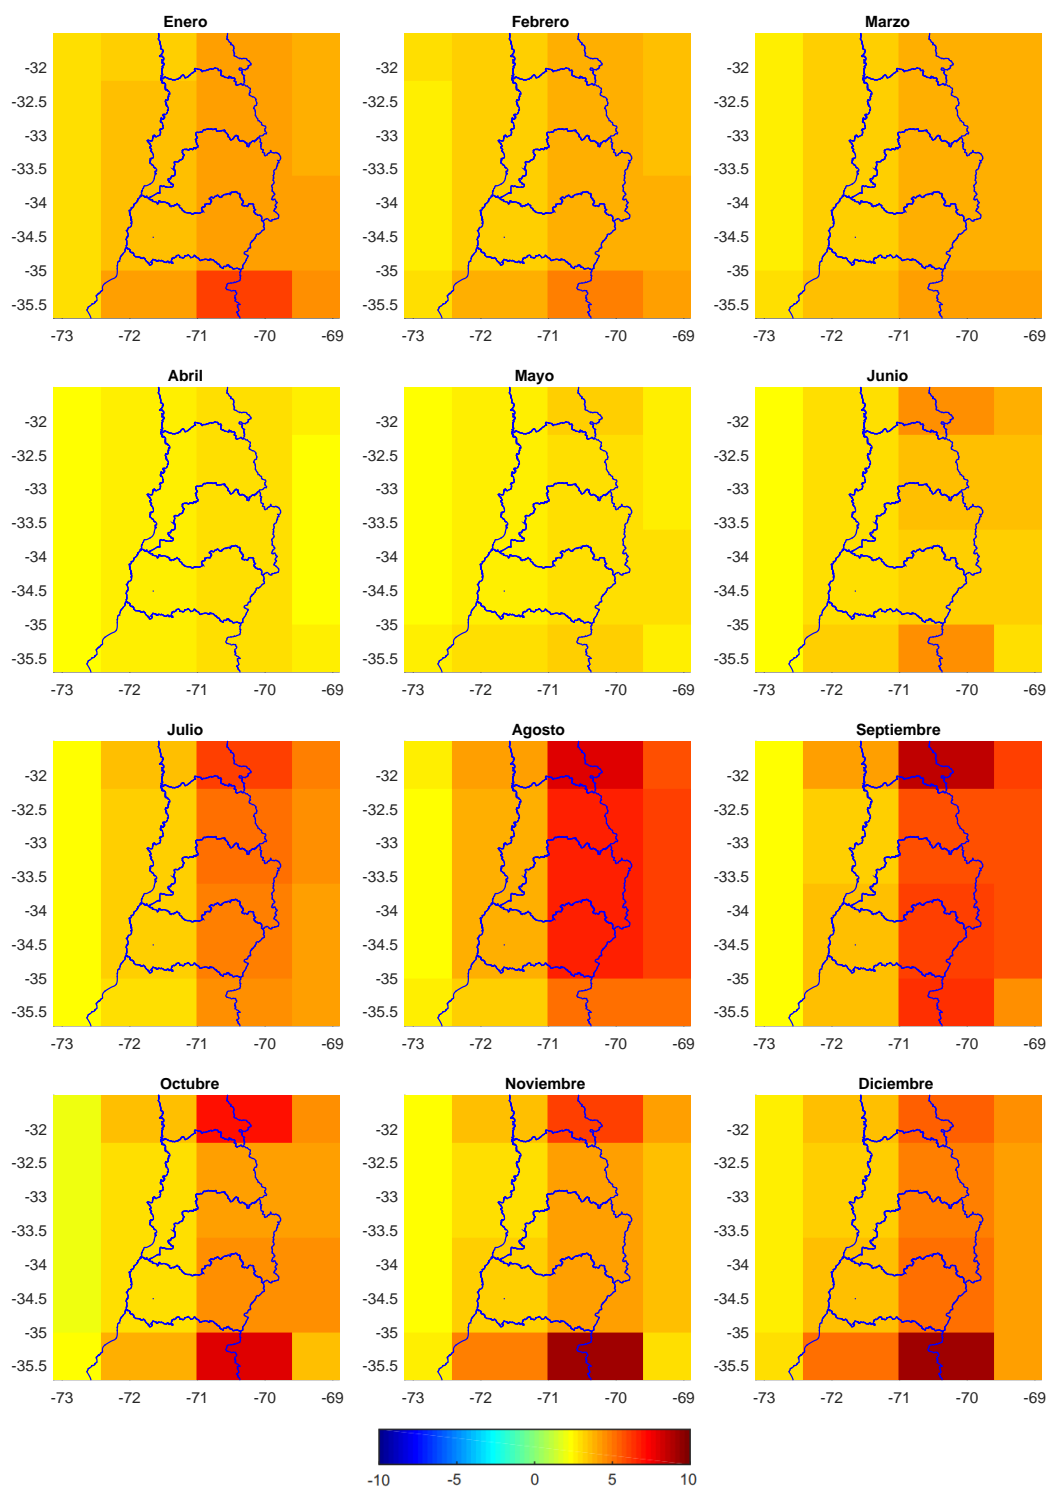 Enero Febrero Marzo
-32 -32 -32
-32.5 -32.5 -32.5
-33 -33 -33
-33.5 -33.5 -33.5
-34 -34 -34
-34.5 -34.5 -34.5
-35 -35 -35
-35.5 -35.5 -35.5
-73 -72 -71 -70 -69 -73 -72 -71 -70 -69 -73 -72 -71 -70 -69
Abril Mayo Junio
-32 -32 -32
-32.5 -32.5 -32.5
-33 -33 -33
-33.5 -33.5 -33.5
-34 -34 -34
-34.5 -34.5 -34.5
-35 -35 -35
-35.5 -35.5 -35.5
-73 -72 -71 -70 -69 -73 -72 -71 -70 -69 -73 -72 -71 -70 -69
Julio Agosto Septiembre
-32 -32 -32
-32.5 -32.5 -32.5
-33 -33 -33
-33.5 -33.5 -33.5
-34 -34 -34
-34.5 -34.5 -34.5
-35 -35 -35
-35.5 -35.5 -35.5
-73 -72 -71 -70 -69 -73 -72 -71 -70 -69 -73 -72 -71 -70 -69
Octubre Noviembre Diciembre
-32 -32 -32
-32.5 -32.5 -32.5
-33 -33 -33
-33.5 -33.5 -33.5
-34 -34 -34
-34.5 -34.5 -34.5
-35 -35 -35
-35.5 -35.5 -35.5
-73 -72 -71 -70 -69 -73 -72 -71 -70 -69 -73 -72 -71 -70 -69
-10 -5 0 5 10